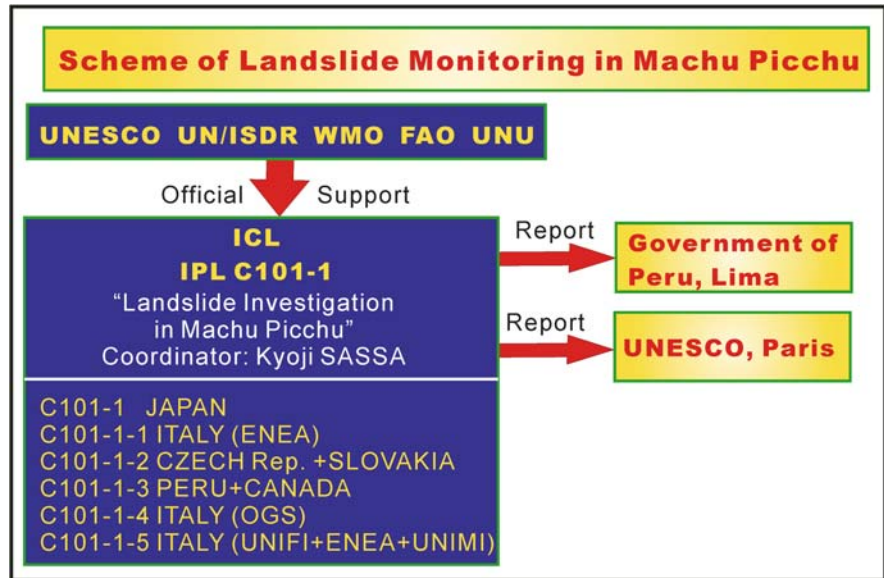 Scheme of Landslide Monitoring in Machu Picchu
UNESCO UN/ISDR WMO FAO UNU
Official Support
ICL
IPL C101-1
“Landslide Investigation
in Machu Picchu”
Coordinator: Kyoji SASSA
Report
Government of
Peru, Lima
Report
UNESCO, Paris
C101-1 JAPAN
C101-1-1 ITALY (ENEA)
C101-1-2 CZECH Rep. +SLOVAKIA
C101-1-3 PERU+CANADA
C101-1-4 ITALY (OGS)
C101-1-5 ITALY (UNIFI+ENEA+UNIMI)